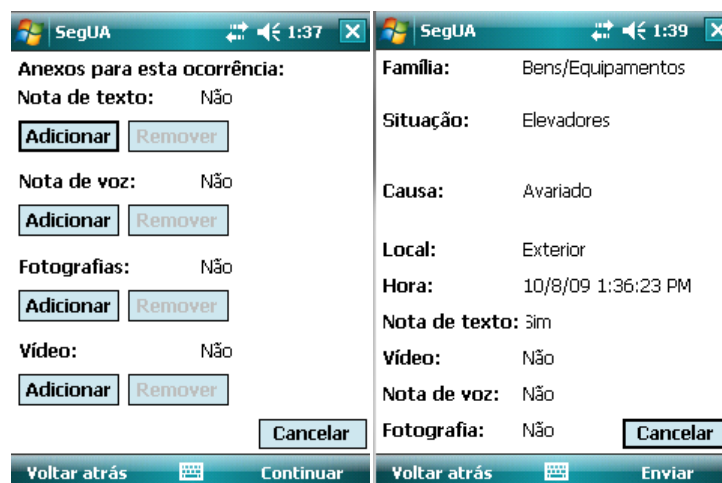 SegUA 1:37
Anexos para esta ocorrência:
Nota de texto: Não
Adicionar Remover
Nota de voz: Não
Adicionar Remover
Fotografias: Não
Adicionar Remover
Vídeo: Não
Adicionar Remover
Cancelar
Voltar atrás Continuar
SegUA 1:39
Família: Bens/Equipamentos
Situação: Elevadores
Causa: Avariado
Local: Exterior
Hora: 10/8/09 1:36:23 PM
Nota de texto: Sim
Vídeo: Não
Nota de voz: Não
Fotografia: Não Cancelar
Voltar atrás Enviar